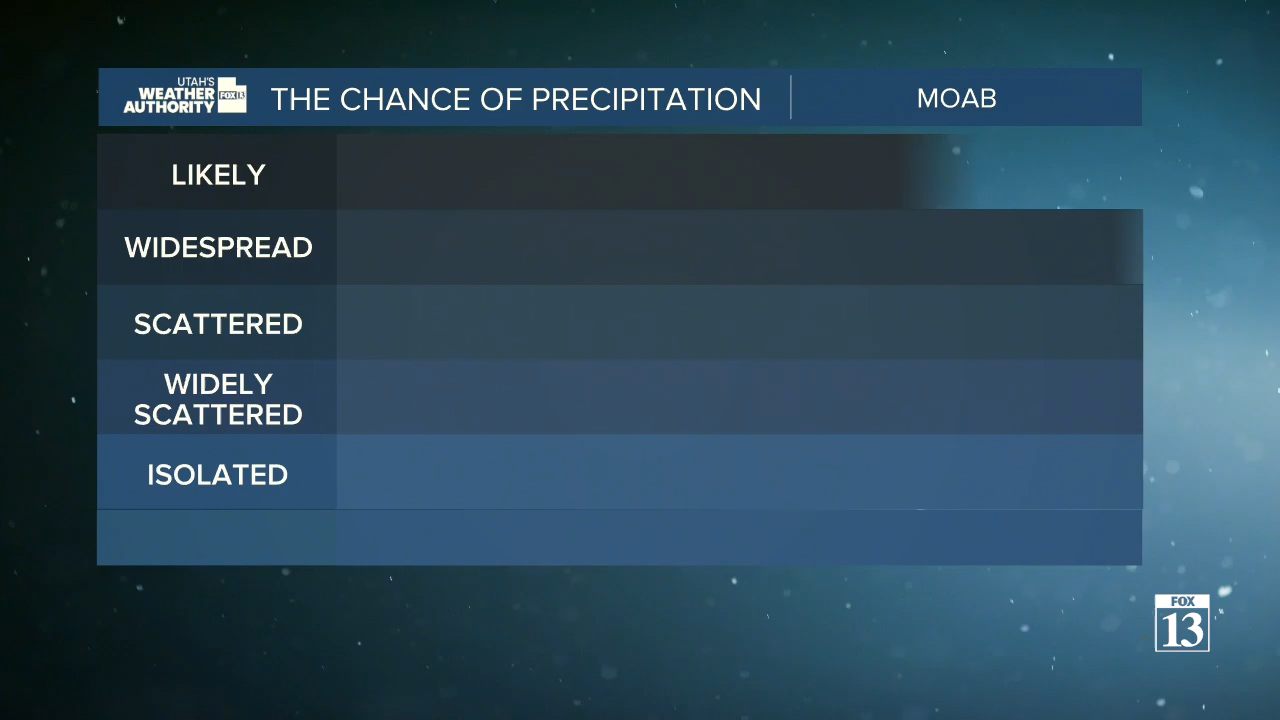 UTAH'S
WEATHER
AUTHORITY
FOX 13
THE CHANCE OF PRECIPITATION
MOAB
LIKELY
WIDESPREAD
SCATTERED
WIDELY
SCATTERED
ISOLATED
FOX
13